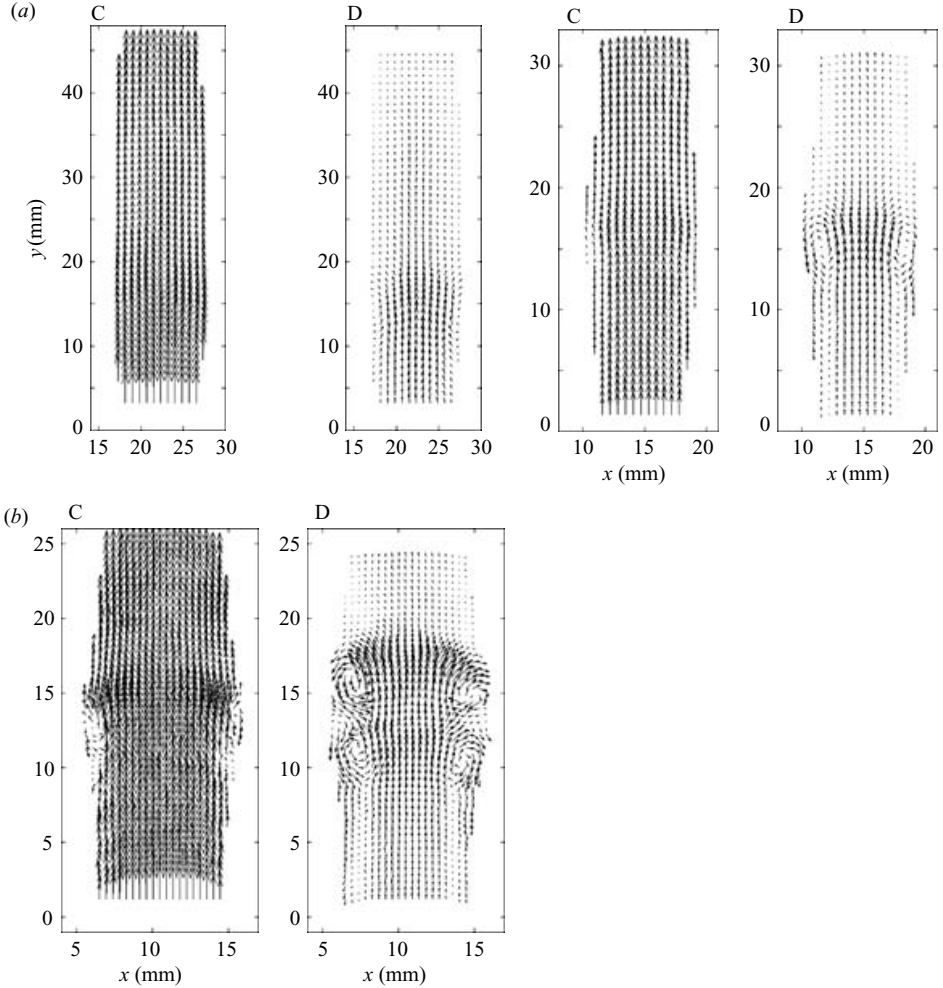 (a) C D C D
40 40 30 30
30 30
20 20
y (mm) 20 20
10 10 10 10
0 0 0 0
15 20 25 30 15 20 25 30 10 15 20 10 15 20
x (mm) x (mm)
(b) C D
25 25
20 20
15 15
10 10
5 5
0 0
5 10 15 5 10 15
x (mm) x (mm)